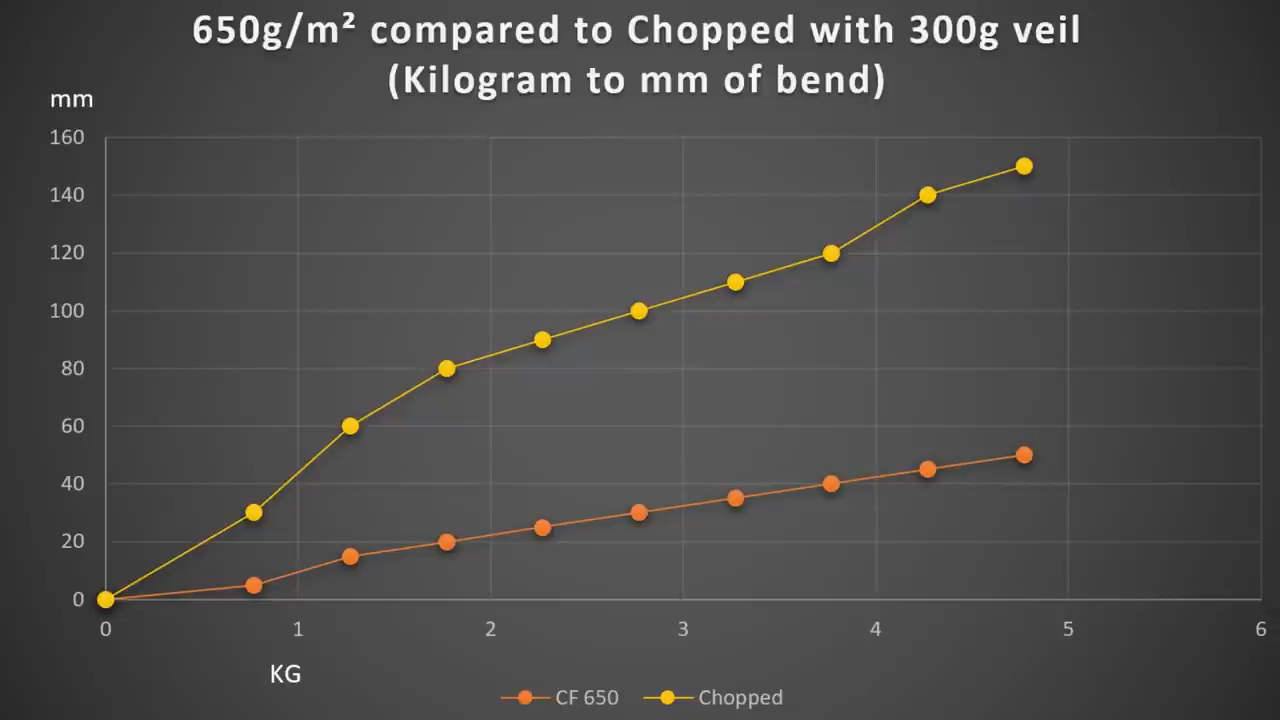 650g/m² compared to Chopped with 300g veil
(Kilogram to mm of bend)
mm
160
140
120
100
80
60
40
20
0
0 1 2 3 4 5 6
KG
CF 650 Chopped